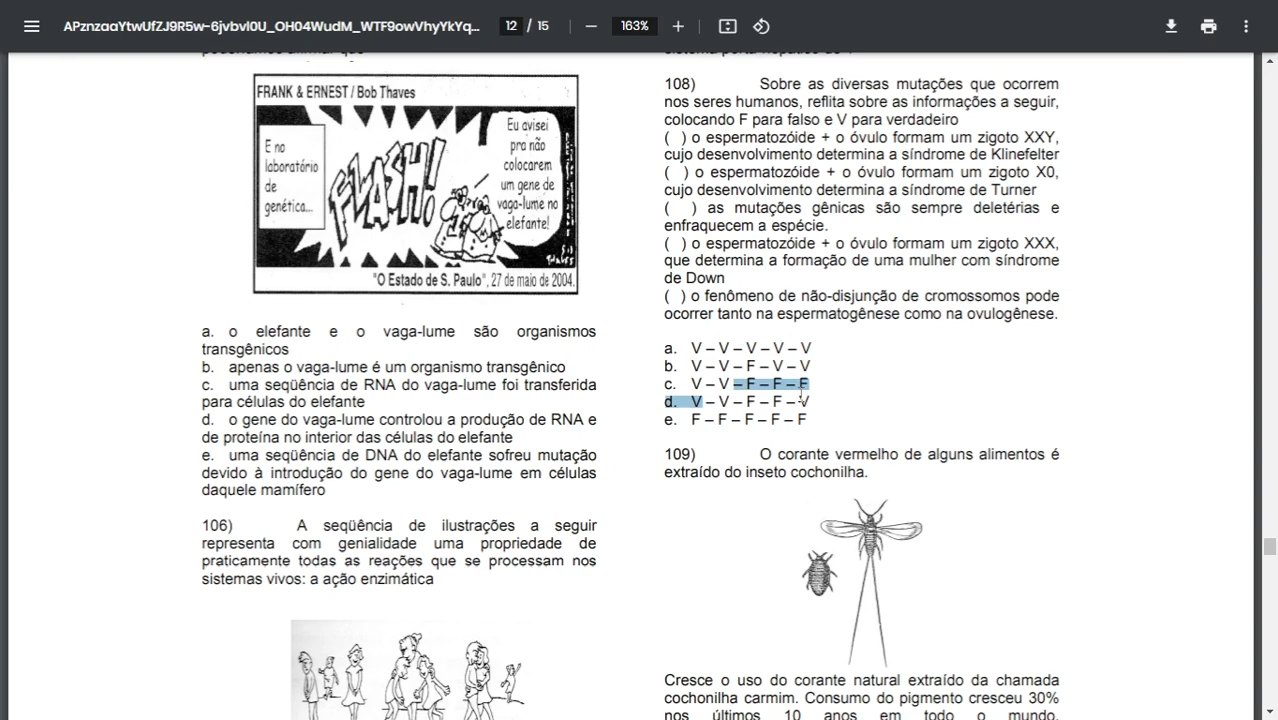 APznzaaYtwUfZJ9R5w-6jvbvl0U_OH04WudM_WTF9owVhyYkYq...
12 / 15
163%
FRANK & ERNEST / Bob Thaves
E no
laboratório
de
genética...
FLASH!
Eu avisei
pra não
colocarem
um gene de
vaga-lume no
elefante!
"O Estado de S. Paulo", 27 de maio de 2004.
a. o elefante e o vaga-lume são organismos
transgênicos
b. apenas o vaga-lume é um organismo transgênico
c. uma seqüência de RNA do vaga-lume foi transferida
para células do elefante
d. o gene do vaga-lume controlou a produção de RNA e
de proteína no interior das células do elefante
e. uma seqüência de DNA do elefante sofreu mutação
devido à introdução do gene do vaga-lume em células
daquele mamífero
106) A seqüência de ilustrações a seguir
representa com genialidade uma propriedade de
praticamente todas as reações que se processam nos
sistemas vivos: a ação enzimática
108) Sobre as diversas mutações que ocorrem
nos seres humanos, reflita sobre as informações a seguir,
colocando F para falso e V para verdadeiro
( ) o espermatozóide + o óvulo formam um zigoto XXY,
cujo desenvolvimento determina a síndrome de Klinefelter
( ) o espermatozóide + o óvulo formam um zigoto X0,
cujo desenvolvimento determina a síndrome de Turner
( ) as mutações gênicas são sempre deletérias e
enfraquecem a espécie.
( ) o espermatozóide + o óvulo formam um zigoto XXX,
que determina a formação de uma mulher com síndrome
de Down
( ) o fenômeno de não-disjunção de cromossomos pode
ocorrer tanto na espermatogênese como na ovulogênese.
a. V – V – V – V – V
b. V – V – F – V – V
c. V – V – F – F – F
d. V – V – F – F – V
e. F – F – F – F – F
109) O corante vermelho de alguns alimentos é
extraído do inseto cochonilha.
Cresce o uso do corante natural extraído da chamada
cochonilha carmim. Consumo do pigmento cresceu 30%
nos últimos 10 anos em todo o mundo.